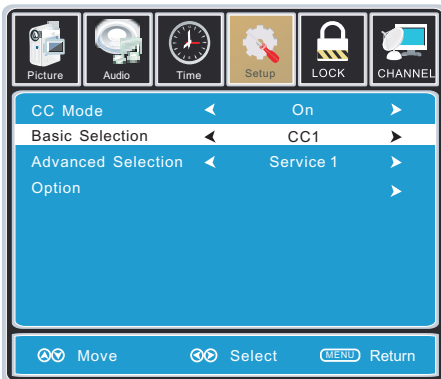 Picture Audio Time Setup LOCK CHANNEL
CC Mode On
Basic Selection CC1
Advanced Selection Service 1
Option
Move Select MENU Return